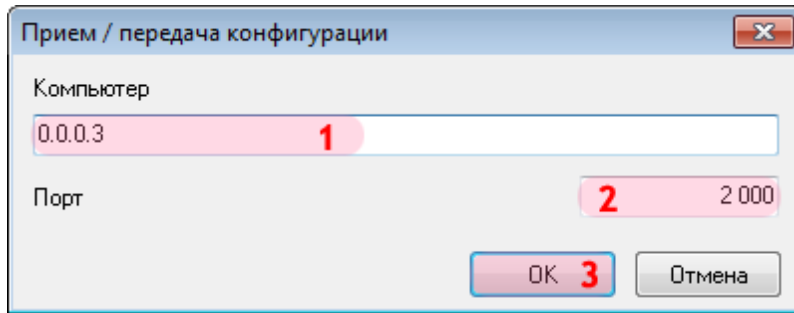 Прием / передача конфигурации
Компьютер
0.0.0.3 1
Порт 2 2 000
OK 3 Отмена